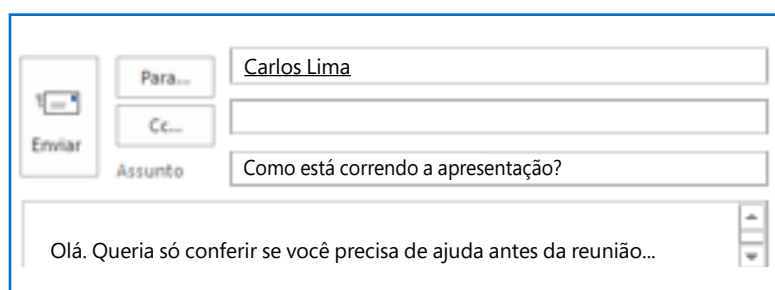 Para...
Carlos Lima
Cc...
Enviar
Assunto
Como está correndo a apresentação?
Olá. Queria só conferir se você precisa de ajuda antes da reunião...